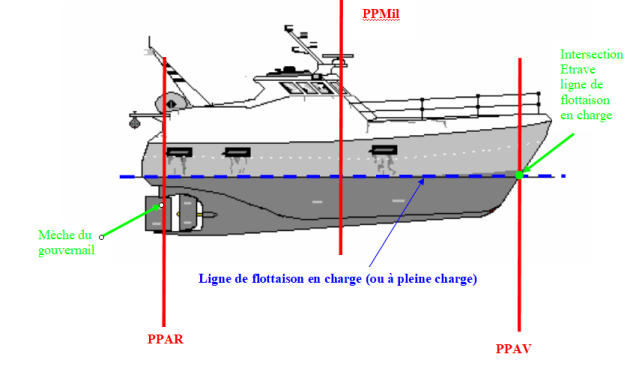 PPMil
Intersection
Etrave
ligne de
flottaison
en charge
Mèche du
gouvernail
Ligne de flottaison en charge (ou à pleine charge)
PPAR
PPAV